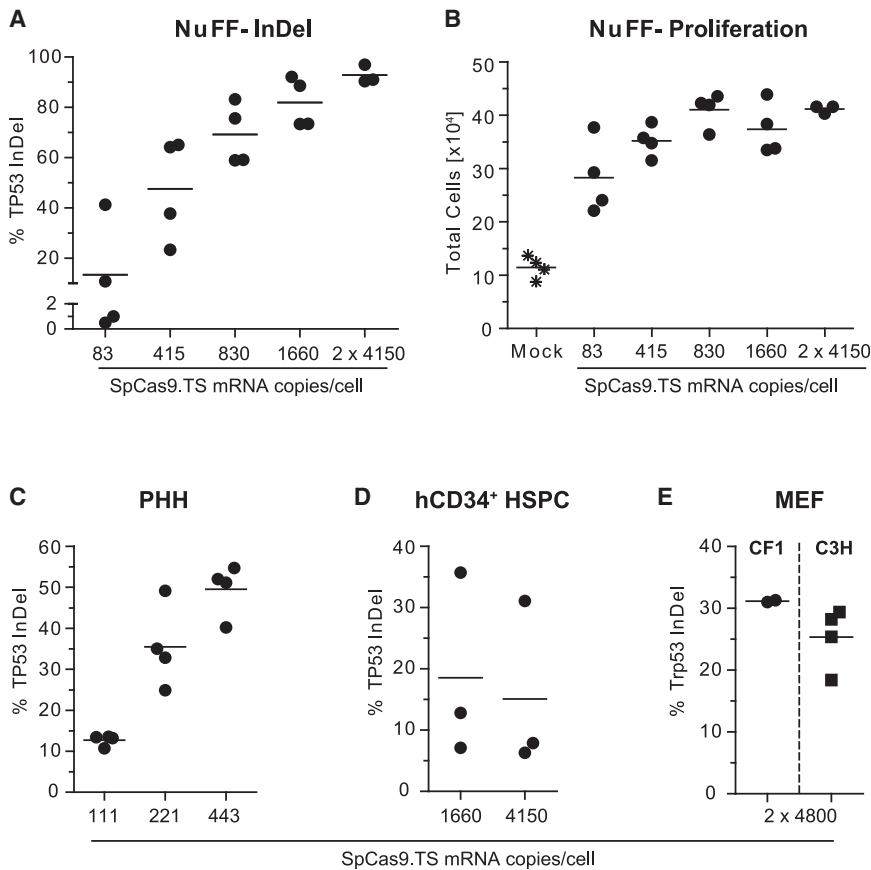 A
NuFF- InDel
% TP53 InDel
100
80
60
40
20
2
0
83 415 830 1660 2 x 4150
SpCas9.TS mRNA copies/cell
B
NuFF- Proliferation
Total Cells [x10⁴]
50
40
30
20
10
0
Mock 83 415 830 1660 2 x 4150
SpCas9.TS mRNA copies/cell
C
PHH
% TP53 InDel
60
50
40
30
20
10
0
111 221 443
D
hCD34⁺ HSPC
% TP53 InDel
40
30
20
10
0
1660 4150
E
MEF
CF1 C3H
% Trp53 InDel
40
30
20
10
0
2 x 4800
SpCas9.TS mRNA copies/cell